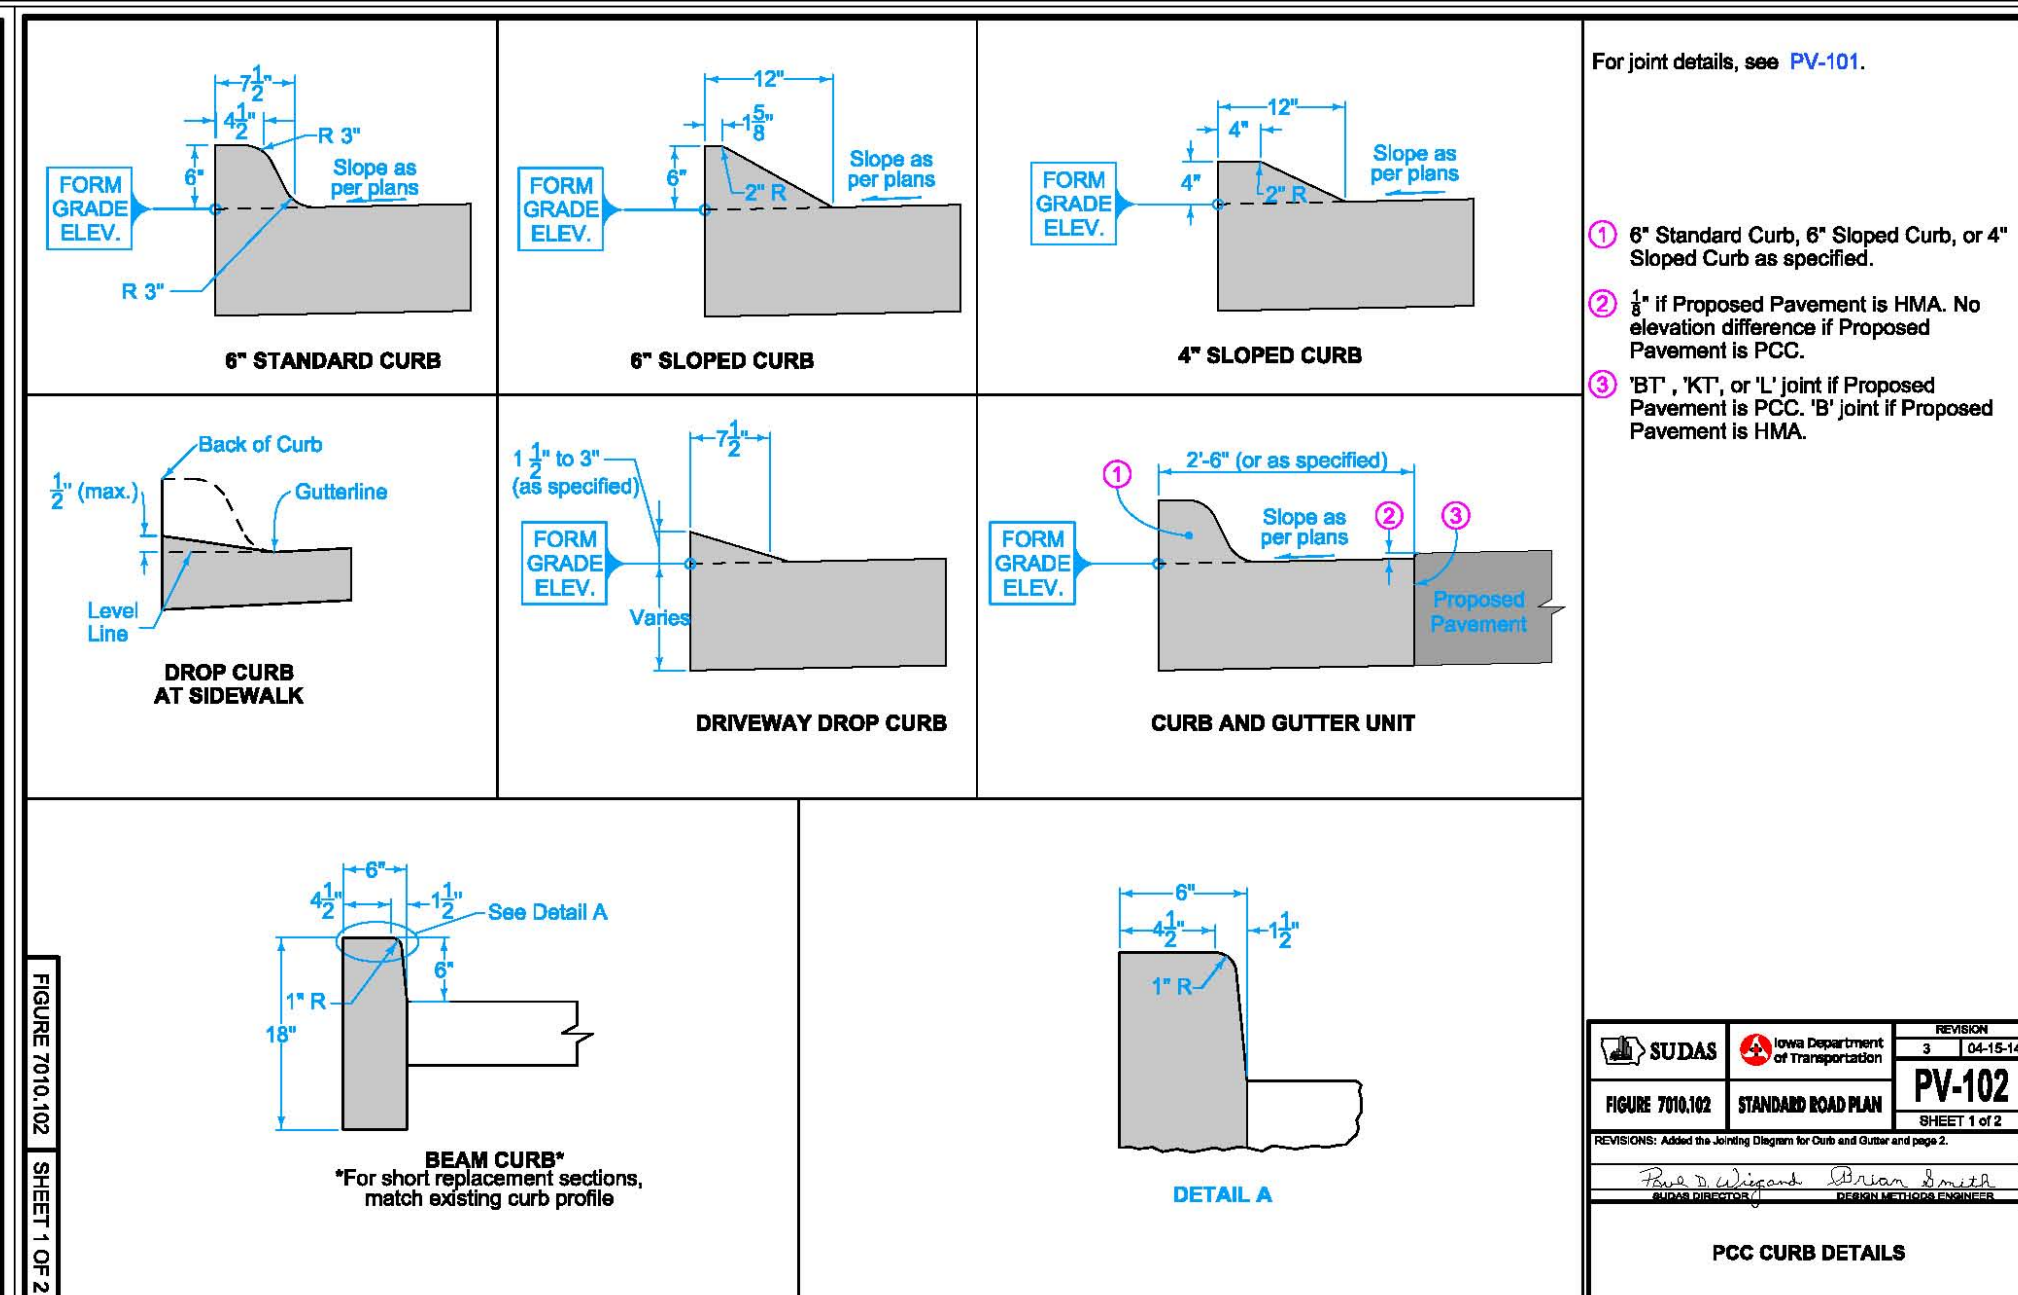 7 1/2"
4 1/2"
R 3"
6"
Slope as
per plans
FORM
GRADE
ELEV.
R 3"
6" STANDARD CURB
12"
1 5/8"
6"
2" R
Slope as
per plans
FORM
GRADE
ELEV.
6" SLOPED CURB
12"
4"
4"
2" R
Slope as
per plans
FORM
GRADE
ELEV.
4" SLOPED CURB
Back of Curb
1/2" (max.)
Gutterline
Level
Line
DROP CURB
AT SIDEWALK
7 1/2"
1 1/2" to 3"
(as specified)
FORM
GRADE
ELEV.
Varies
DRIVEWAY DROP CURB
1
2'-6" (or as specified)
Slope as
per plans
2
3
FORM
GRADE
ELEV.
Proposed
Pavement
CURB AND GUTTER UNIT
6"
4 1/2"
1 1/2"
See Detail A
6"
1" R
18"
BEAM CURB*
*For short replacement sections,
match existing curb profile
6"
4 1/2"
1 1/2"
1" R
DETAIL A
For joint details, see PV-101.
1 6" Standard Curb, 6" Sloped Curb, or 4"
Sloped Curb as specified.
2 1/8" if Proposed Pavement is HMA. No
elevation difference if Proposed
Pavement is PCC.
3 'BT' , 'KT', or 'L' joint if Proposed
Pavement is PCC. 'B' joint if Proposed
Pavement is HMA.
FIGURE 7010.102
SHEET 1 OF 2
SUDAS
Iowa Department
of Transportation
REVISION
3 04-15-14
FIGURE 7010.102
STANDARD ROAD PLAN
PV-102
SHEET 1 of 2
REVISIONS: Added the Jointing Diagram for Curb and Gutter and page 2.
Paul D. Wiegand
Brian Smith
SUDAS DIRECTOR
DESIGN METHODS ENGINEER
PCC CURB DETAILS